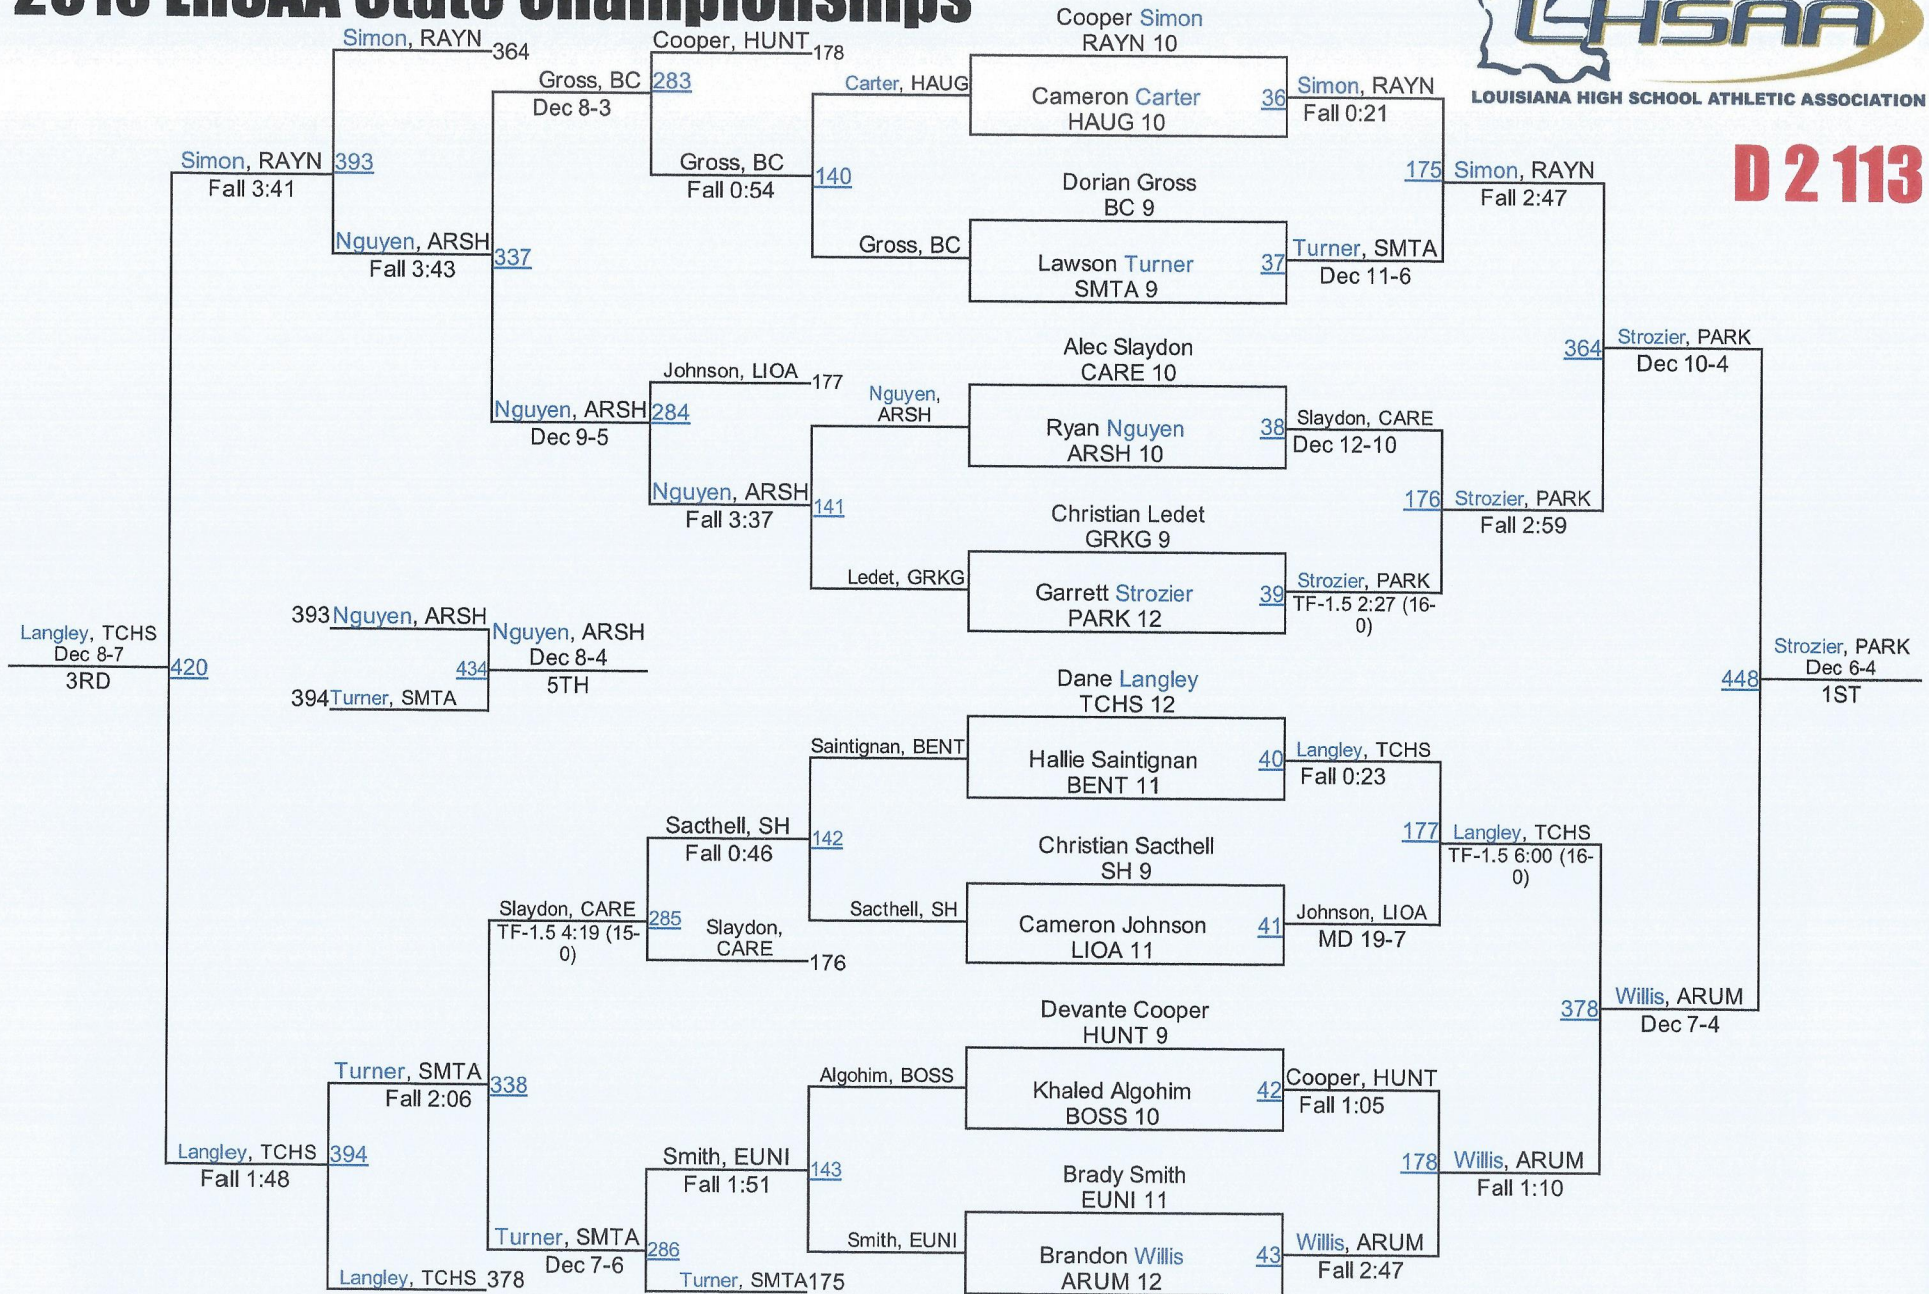 LHSAA State Championships
LHSAA
LOUISIANA HIGH SCHOOL ATHLETIC ASSOCIATION
D 2 113
Simon, RAYN
364
Simon, RAYN
393
Fall 3:41
Nguyen, ARSH
Fall 3:43
337
Gross, BC
283
Dec 8-3
Cooper, HUNT
178
Gross, BC
Fall 0:54
140
Carter, HAUG
Gross, BC
Nguyen, ARSH
284
Dec 9-5
Johnson, LIOA
177
Nguyen, ARSH
Fall 3:37
141
Nguyen,
ARSH
Ledet, GRKG
Langley, TCHS
Dec 8-7
3RD
420
393
Nguyen, ARSH
394
Turner, SMTA
434
Nguyen, ARSH
Dec 8-4
5TH
Saintignan, BENT
Sacthell, SH
Fall 0:46
142
Sacthell, SH
Slaydon, CARE
TF-1.5 4:19 (15-
0)
285
Slaydon,
CARE
176
Turner, SMTA
Fall 2:06
338
Langley, TCHS
Fall 1:48
394
Langley, TCHS
378
Algohim, BOSS
Smith, EUNI
Fall 1:51
143
Smith, EUNI
Turner, SMTA
Dec 7-6
286
Turner, SMTA
175
Cooper Simon
RAYN 10
Cameron Carter
HAUG 10
36
Simon, RAYN
Fall 0:21
Dorian Gross
BC 9
Lawson Turner
SMTA 9
37
Turner, SMTA
Dec 11-6
175
Simon, RAYN
Fall 2:47
Alec Slaydon
CARE 10
Ryan Nguyen
ARSH 10
38
Slaydon, CARE
Dec 12-10
Christian Ledet
GRKG 9
Garrett Strozier
PARK 12
39
Strozier, PARK
TF-1.5 2:27 (16-
0)
176
Strozier, PARK
Fall 2:59
364
Strozier, PARK
Dec 10-4
Dane Langley
TCHS 12
Hallie Saintignan
BENT 11
40
Langley, TCHS
Fall 0:23
Christian Sacthell
SH 9
Cameron Johnson
LIOA 11
41
Johnson, LIOA
MD 19-7
177
Langley, TCHS
TF-1.5 6:00 (16-
0)
Devante Cooper
HUNT 9
Khaled Algohim
BOSS 10
42
Cooper, HUNT
Fall 1:05
Brady Smith
EUNI 11
Brandon Willis
ARUM 12
43
Willis, ARUM
Fall 2:47
178
Willis, ARUM
Fall 1:10
378
Willis, ARUM
Dec 7-4
448
Strozier, PARK
Dec 6-4
1ST